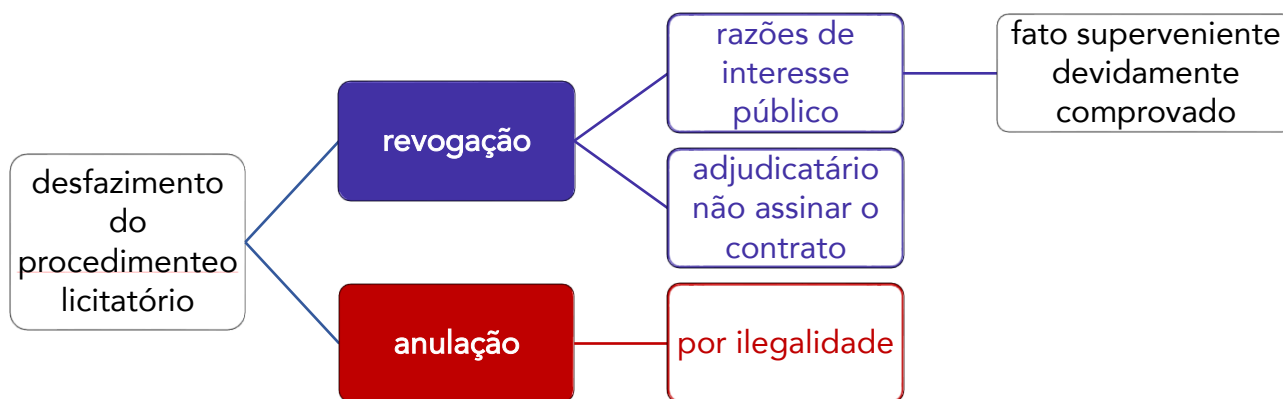 desfazimento
do
procedimenteo
licitatório
revogação
razões de
interesse
público
fato superveniente
devidamente
comprovado
adjudicatário
não assinar o
contrato
anulação
por ilegalidade